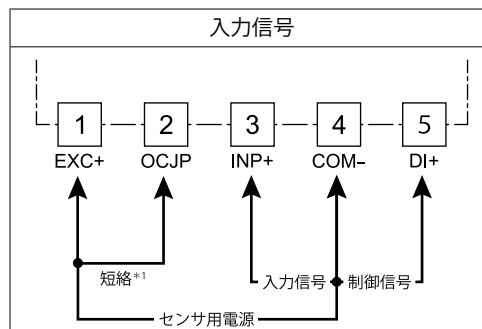 入力信号
1 2 3 4 5
EXC+ OCJP INP+ COM− DI+
短絡*1
入力信号 制御信号
センサ用電源